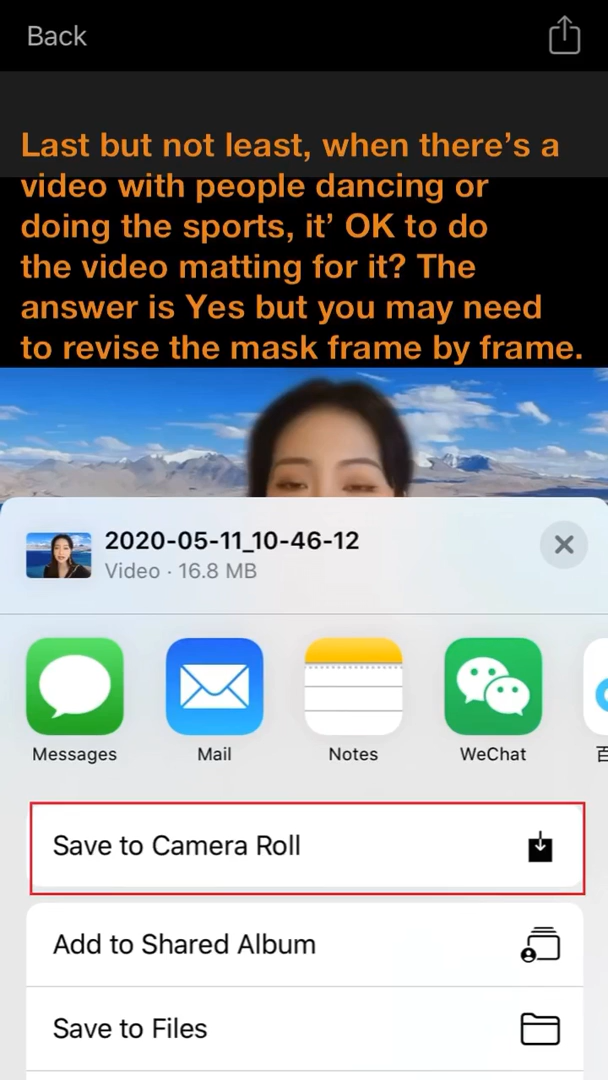 Back
Last but not least, when there’s a
video with people dancing or
doing the sports, it’ OK to do
the video matting for it? The
answer is Yes but you may need
to revise the mask frame by frame.
2020-05-11_10-46-12
Video · 16.8 MB
Messages
Mail
Notes
WeChat
Save to Camera Roll
Add to Shared Album
Save to Files